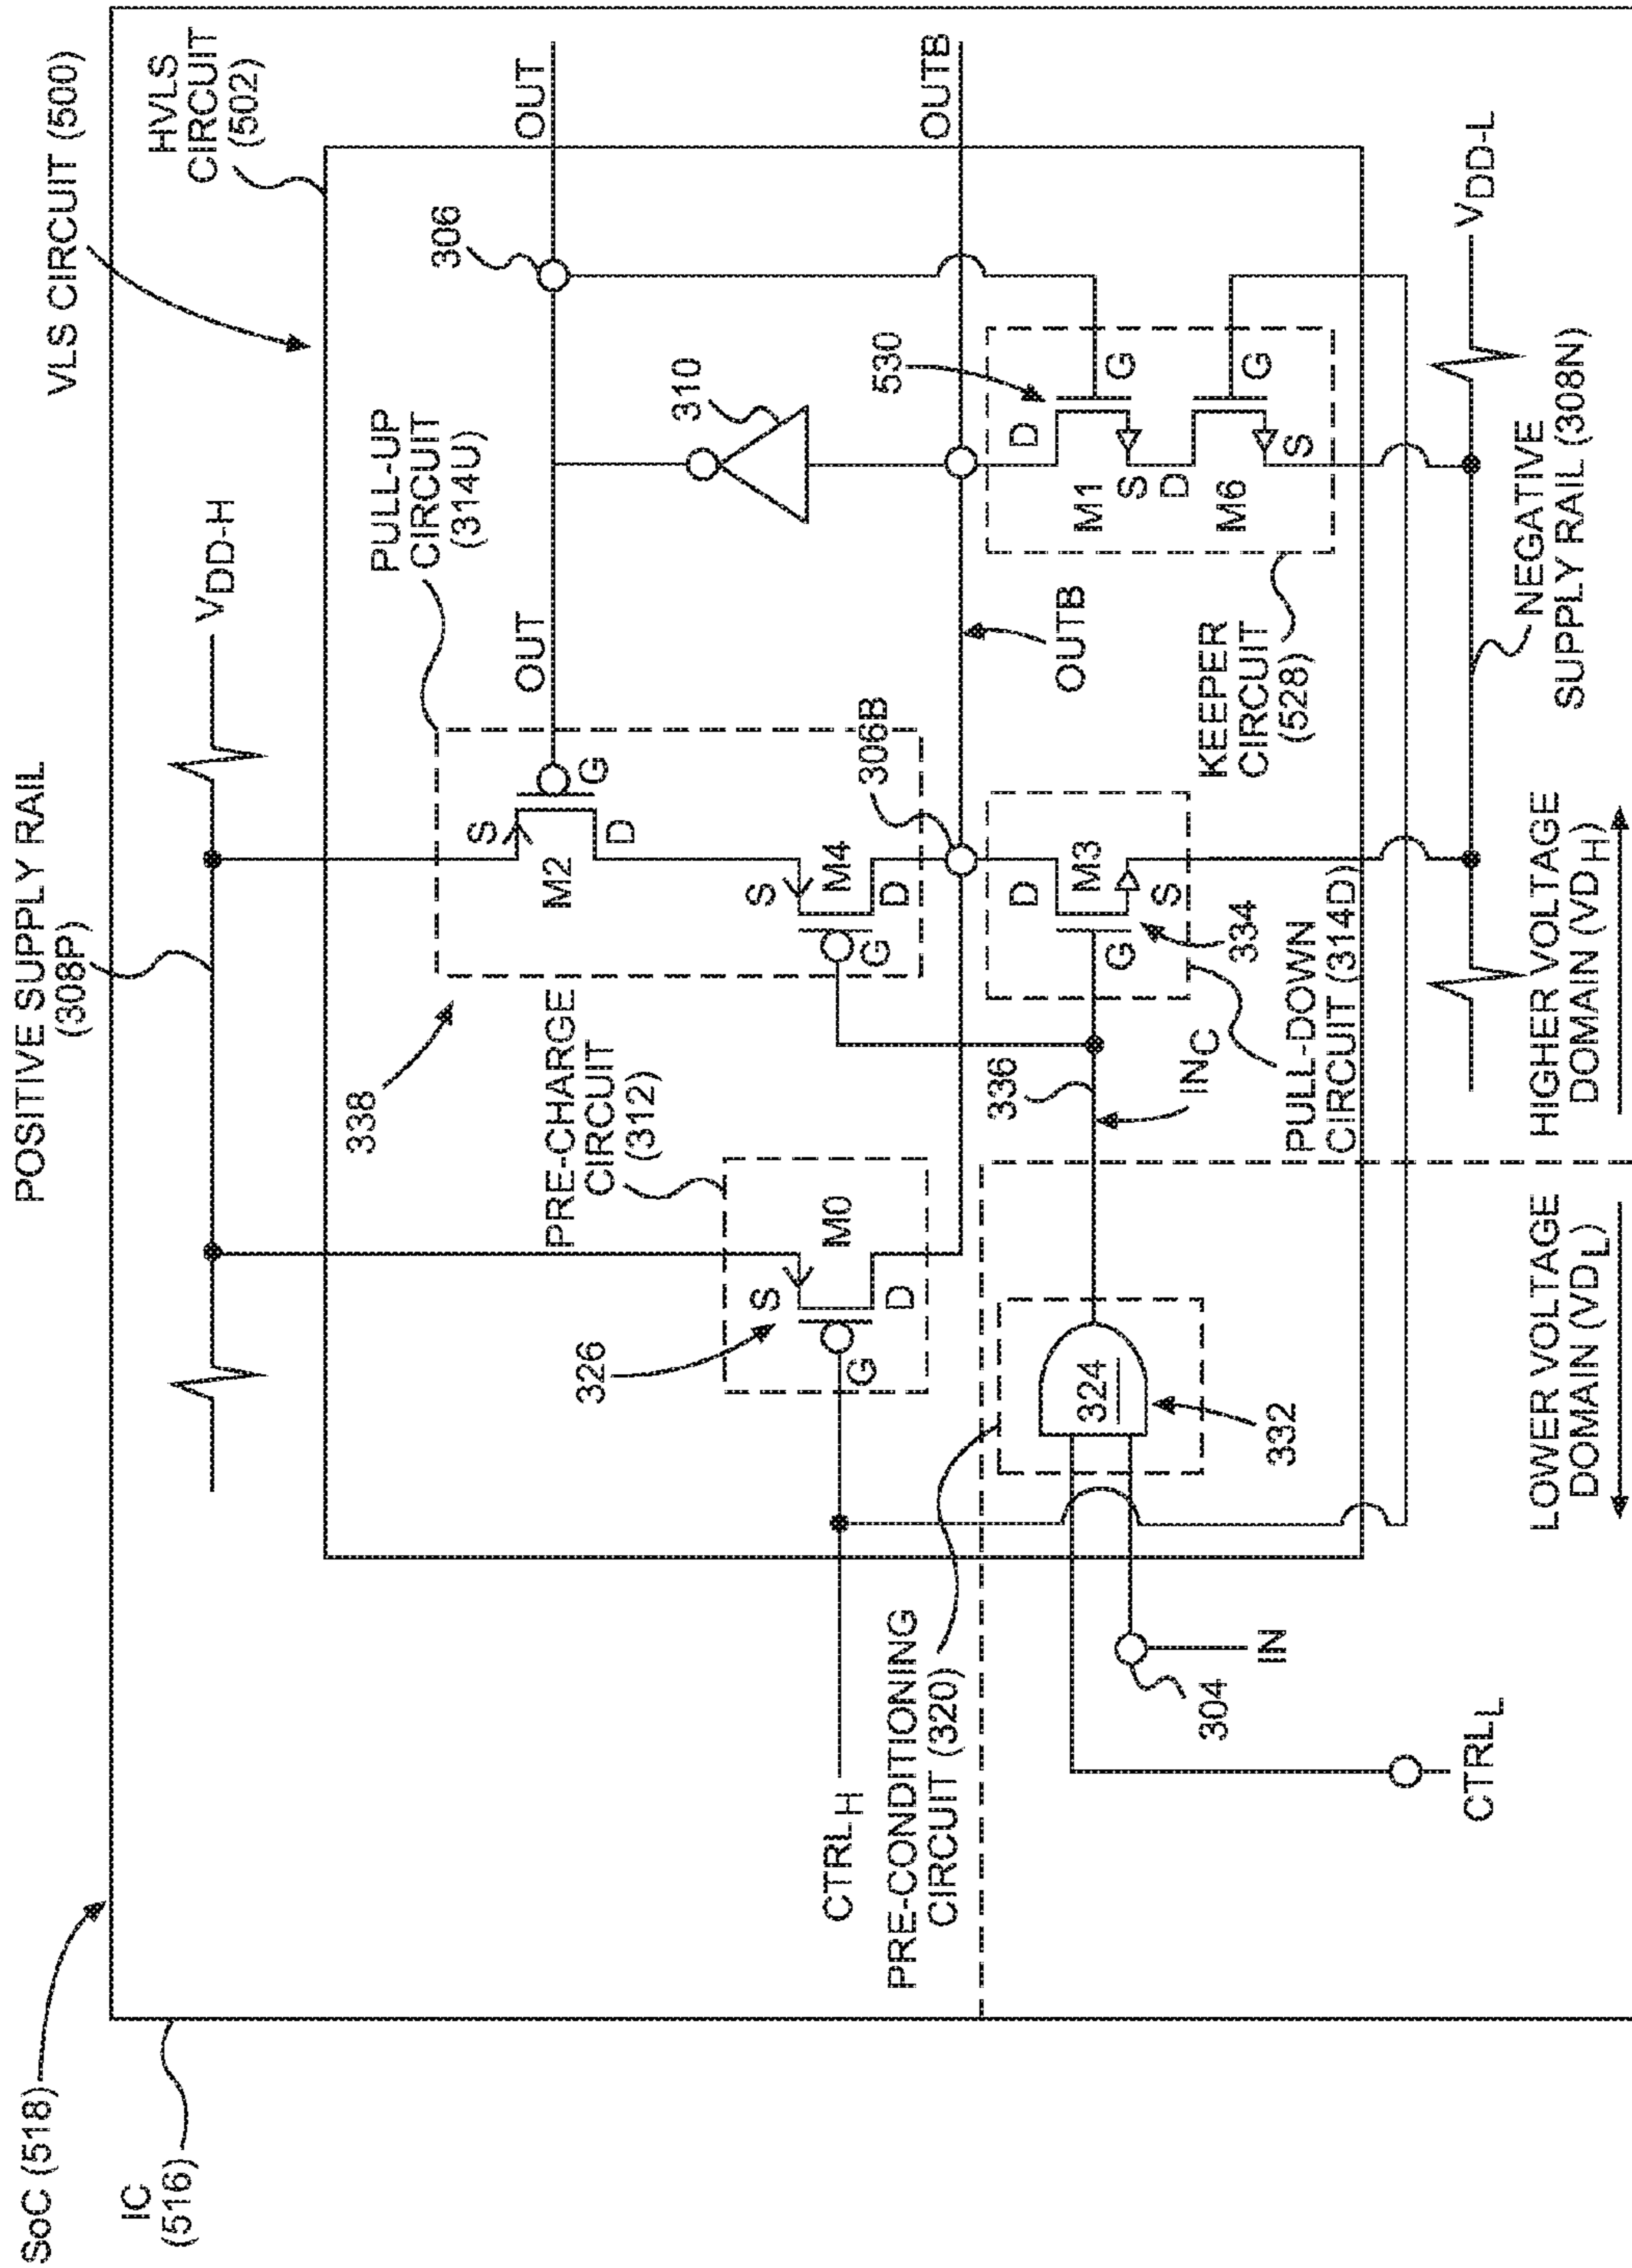 SoC (518)
IC
(516)
POSITIVE SUPPLY RAIL
(308P)
VDD-H
VLS CIRCUIT (500)
HVLS
CIRCUIT
(502)
338
PULL-UP
CIRCUIT
(314U)
OUT
306
OUT
S
M2
G
D
310
PRE-CHARGE
CIRCUIT
(312)
326
S
M0
G
D
S
M4
G
D
306B
OUTB
OUTB
CTRLH
PRE-CONDITIONING
CIRCUIT (320)
324
332
336
INC
D
M3
G
S
334
PULL-DOWN
CIRCUIT (314D)
KEEPER
CIRCUIT
(528)
530
D
M1
G
S
D
M6
G
S
304
IN
CTRLL
VDD-L
NEGATIVE
SUPPLY RAIL (308N)
LOWER VOLTAGE
DOMAIN (VDL)
HIGHER VOLTAGE
DOMAIN (VDH)